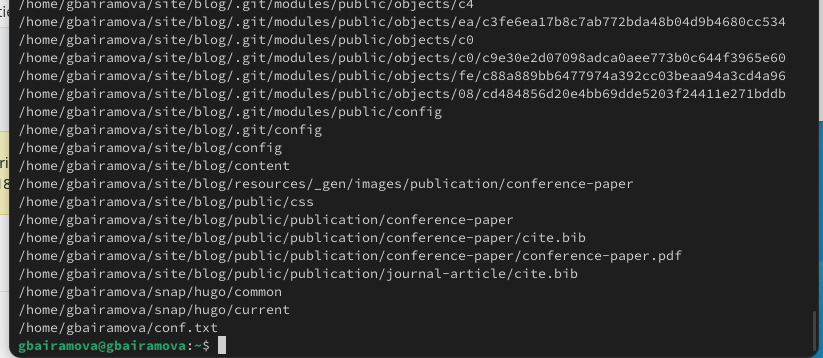 /home/gbairamova/site/blog/.git/modules/public/objects/c4
/home/gbairamova/site/blog/.git/modules/public/objects/ea/c3fe6ea17b8c7ab772bda48b04d9b4680cc534
/home/gbairamova/site/blog/.git/modules/public/objects/c0
/home/gbairamova/site/blog/.git/modules/public/objects/c0/c9e30e2d07098adca0aee773b0c644f3965e60
/home/gbairamova/site/blog/.git/modules/public/objects/fe/c88a889bb6477974a392cc03beaa94a3cd4a96
/home/gbairamova/site/blog/.git/modules/public/objects/08/cd484856d20e4bb69dde5203f24411e271bddb
/home/gbairamova/site/blog/.git/modules/public/config
/home/gbairamova/site/blog/.git/config
/home/gbairamova/site/blog/config
/home/gbairamova/site/blog/content
/home/gbairamova/site/blog/resources/_gen/images/publication/conference-paper
/home/gbairamova/site/blog/public/css
/home/gbairamova/site/blog/public/publication/conference-paper
/home/gbairamova/site/blog/public/publication/conference-paper/cite.bib
/home/gbairamova/site/blog/public/publication/conference-paper/conference-paper.pdf
/home/gbairamova/site/blog/public/publication/journal-article/cite.bib
/home/gbairamova/snap/hugo/common
/home/gbairamova/snap/hugo/current
/home/gbairamova/conf.txt
gbairamova@gbairamova:~$